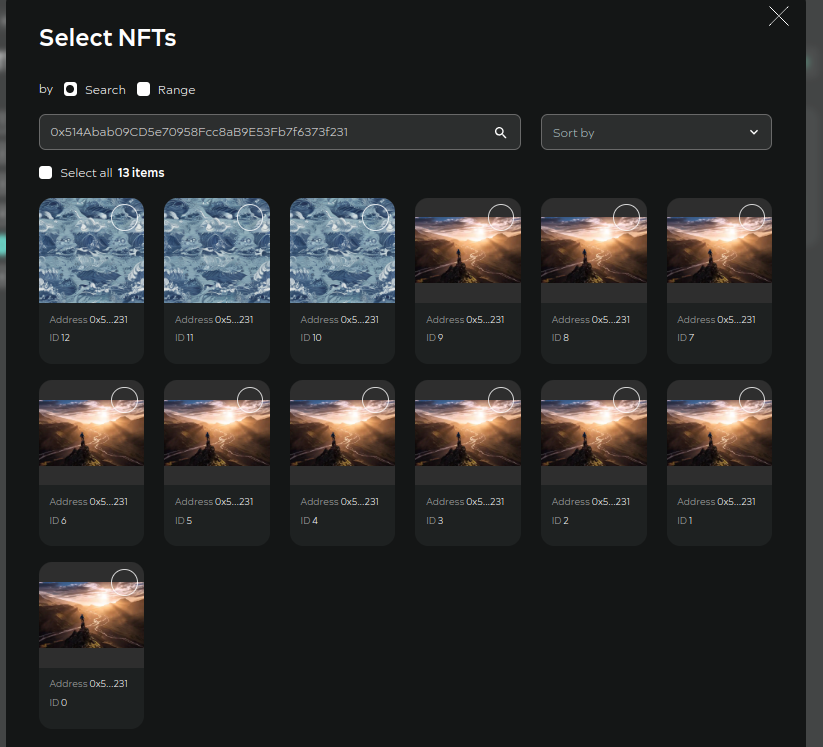 Select NFTs
by Search Range
0x514Abab09CD5e70958Fcc8aB9E53Fb7f6373f231
Sort by
Select all 13 items
Address 0x5...231
ID 12
Address 0x5...231
ID 11
Address 0x5...231
ID 10
Address 0x5...231
ID 9
Address 0x5...231
ID 8
Address 0x5...231
ID 7
Address 0x5...231
ID 6
Address 0x5...231
ID 5
Address 0x5...231
ID 4
Address 0x5...231
ID 3
Address 0x5...231
ID 2
Address 0x5...231
ID 1
Address 0x5...231
ID 0